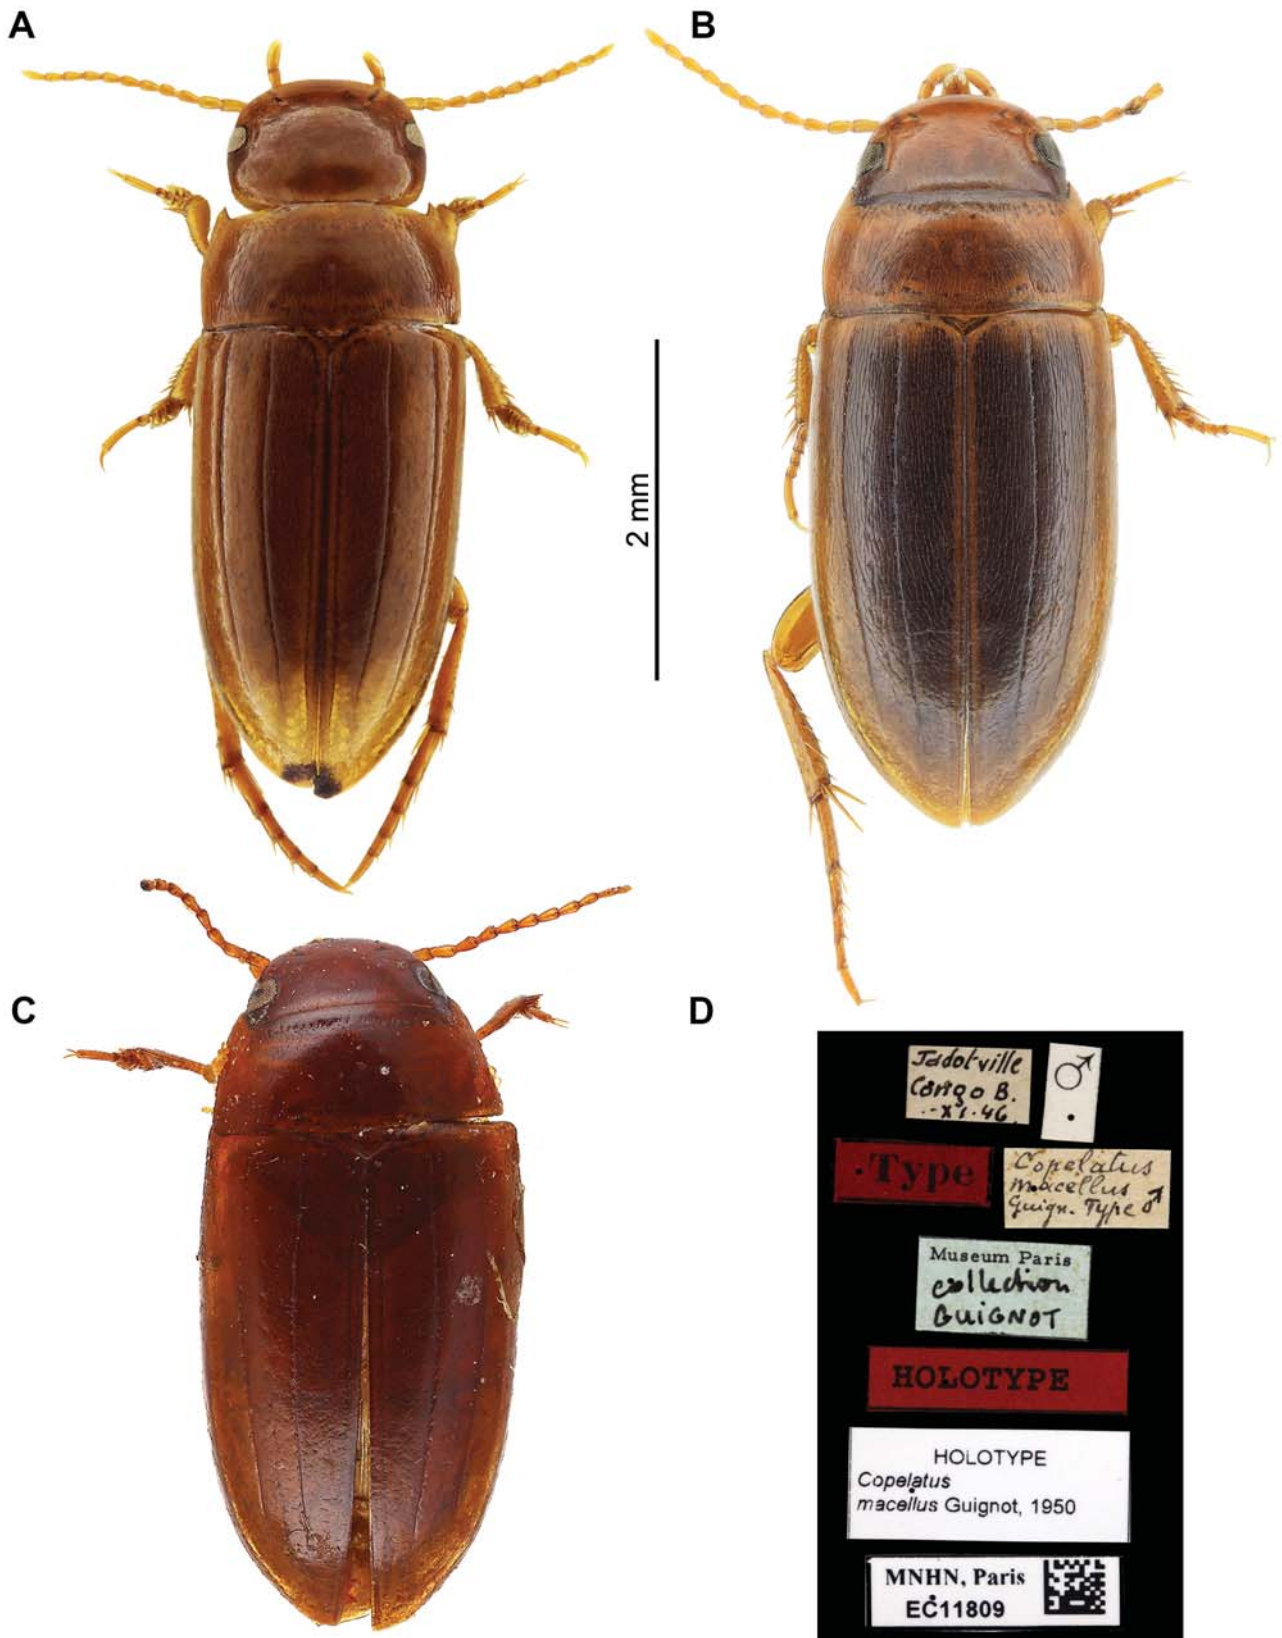 A
B
2 mm
C
D
Jadotville
Congo B.
XI.46
♂
Type
Copelatus
macellus
Guign. Type ♂
Museum Paris
collection
GUIGNOT
HOLOTYPE
HOLOTYPE
Copelatus
macellus Guignot, 1950
MNHN, Paris
EC11809